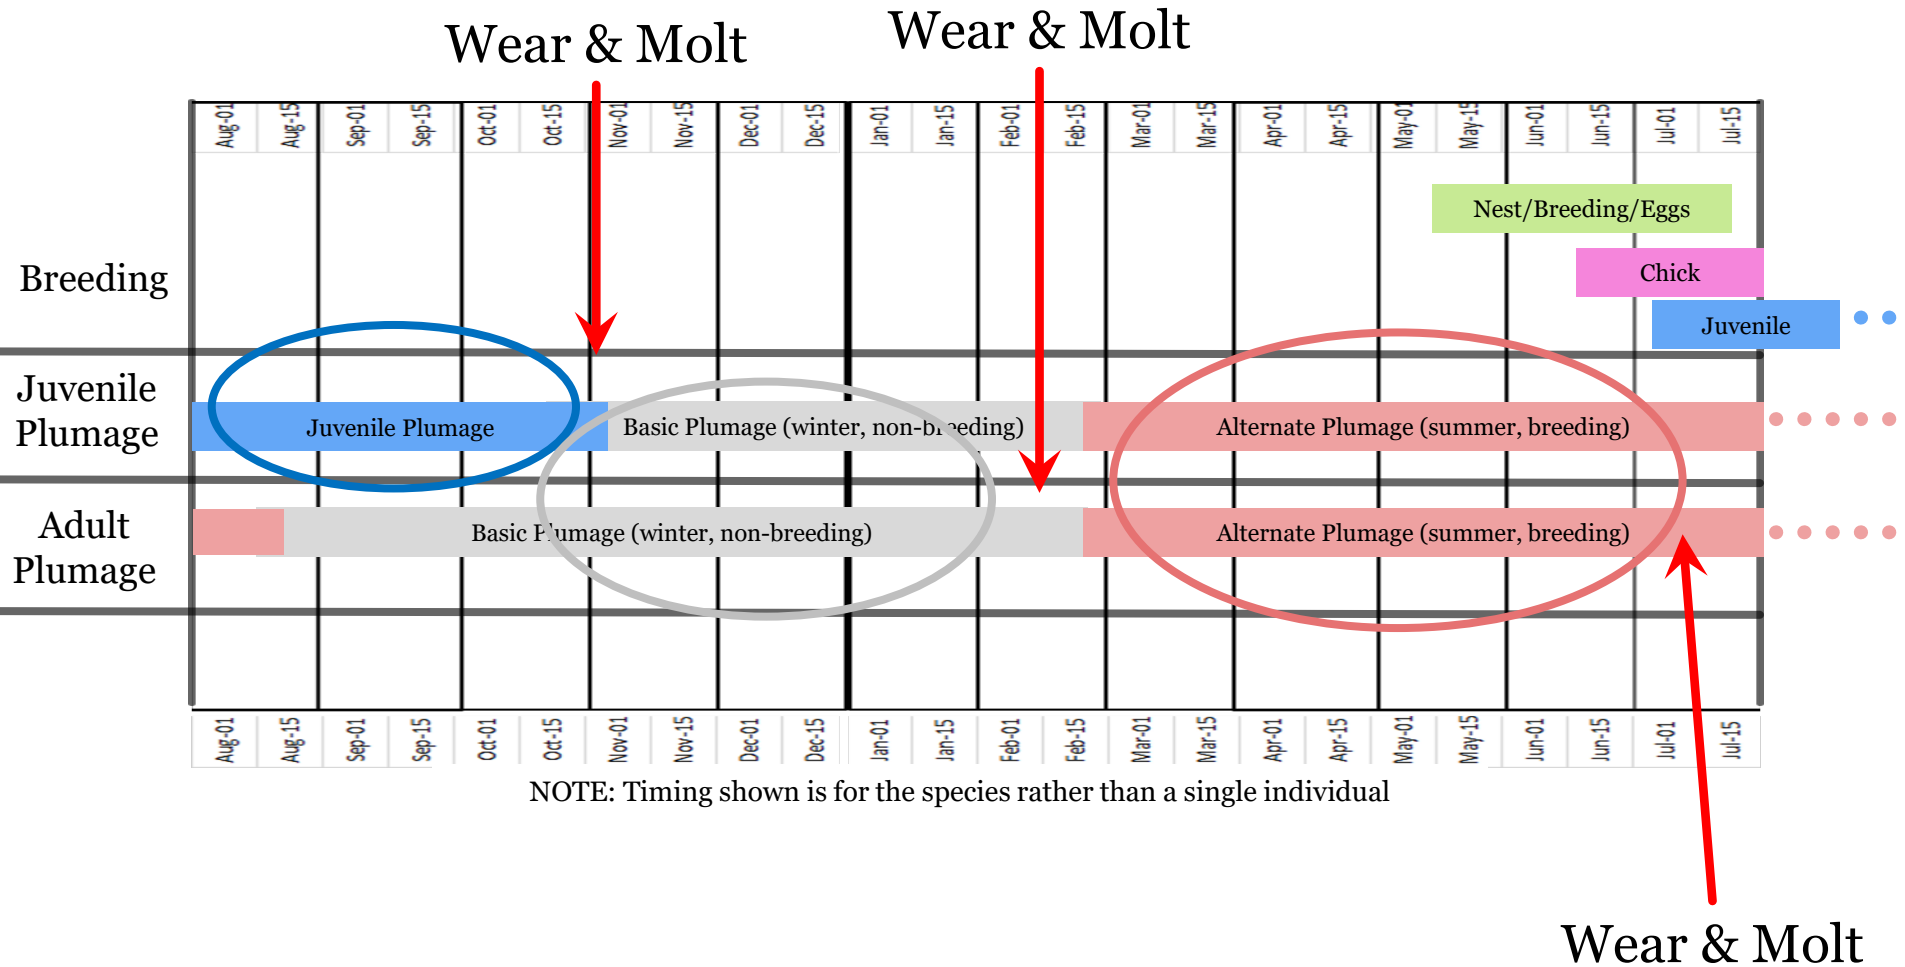 Wear & Molt
Wear & Molt
Aug-01 Aug-15 Sep-01 Sep-15 Oct-01 Oct-15 Nov-01 Nov-15 Dec-01 Dec-15 Jan-01 Jan-15 Feb-01 Feb-15 Mar-01 Mar-15 Apr-01 Apr-15 May-01 May-15 Jun-01 Jun-15 Jul-01 Jul-15
Nest/Breeding/Eggs
Breeding
Chick
Juvenile
Juvenile
Plumage
Juvenile Plumage
Basic Plumage (winter, non-breeding)
Alternate Plumage (summer, breeding)
Adult
Plumage
Basic Plumage (winter, non-breeding)
Alternate Plumage (summer, breeding)
Aug-01 Aug-15 Sep-01 Sep-15 Oct-01 Oct-15 Nov-01 Nov-15 Dec-01 Dec-15 Jan-01 Jan-15 Feb-01 Feb-15 Mar-01 Mar-15 Apr-01 Apr-15 May-01 May-15 Jun-01 Jun-15 Jul-01 Jul-15
NOTE: Timing shown is for the species rather than a single individual
Wear & Molt